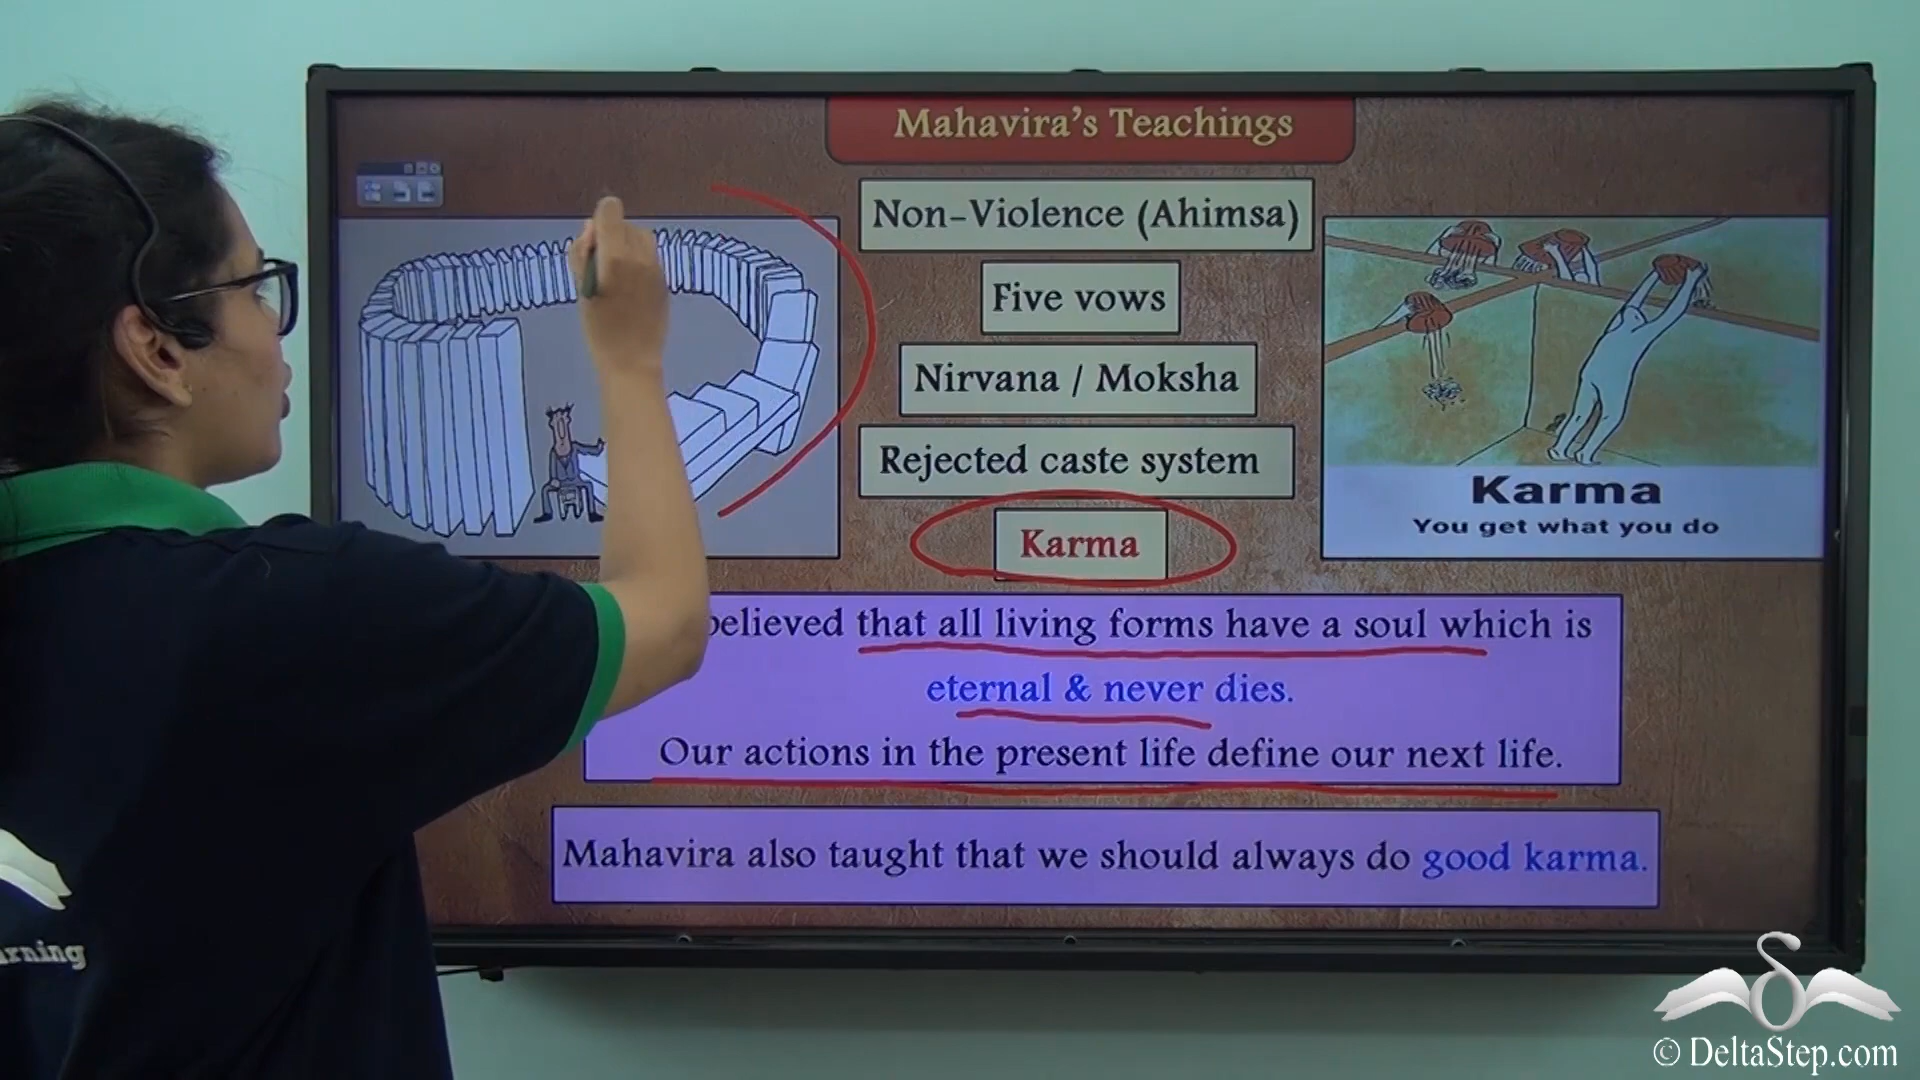 Mahavira's Teachings
Non-Violence (Ahimsa)
Five vows
Nirvana / Moksha
Rejected caste system
Karma
Karma
You get what you do
believed that all living forms have a soul which is
eternal & never dies.
Our actions in the present life define our next life.
Mahavira also taught that we should always do good karma.
© DeltaStep.com